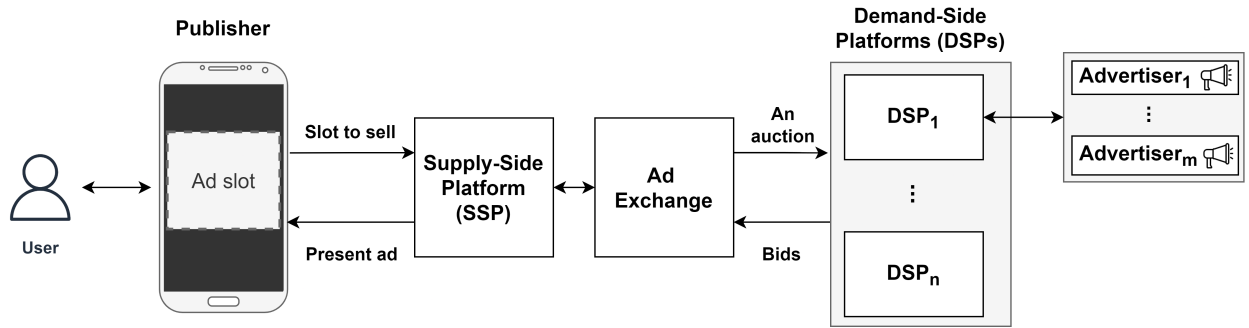 Publisher
Demand-Side
Platforms (DSPs)
Ad slot
User
Slot to sell
Present ad
Supply-Side
Platform
(SSP)
Ad
Exchange
An
auction
Bids
DSP1
⋮
DSPn
Advertiser1
⋮
Advertiserm